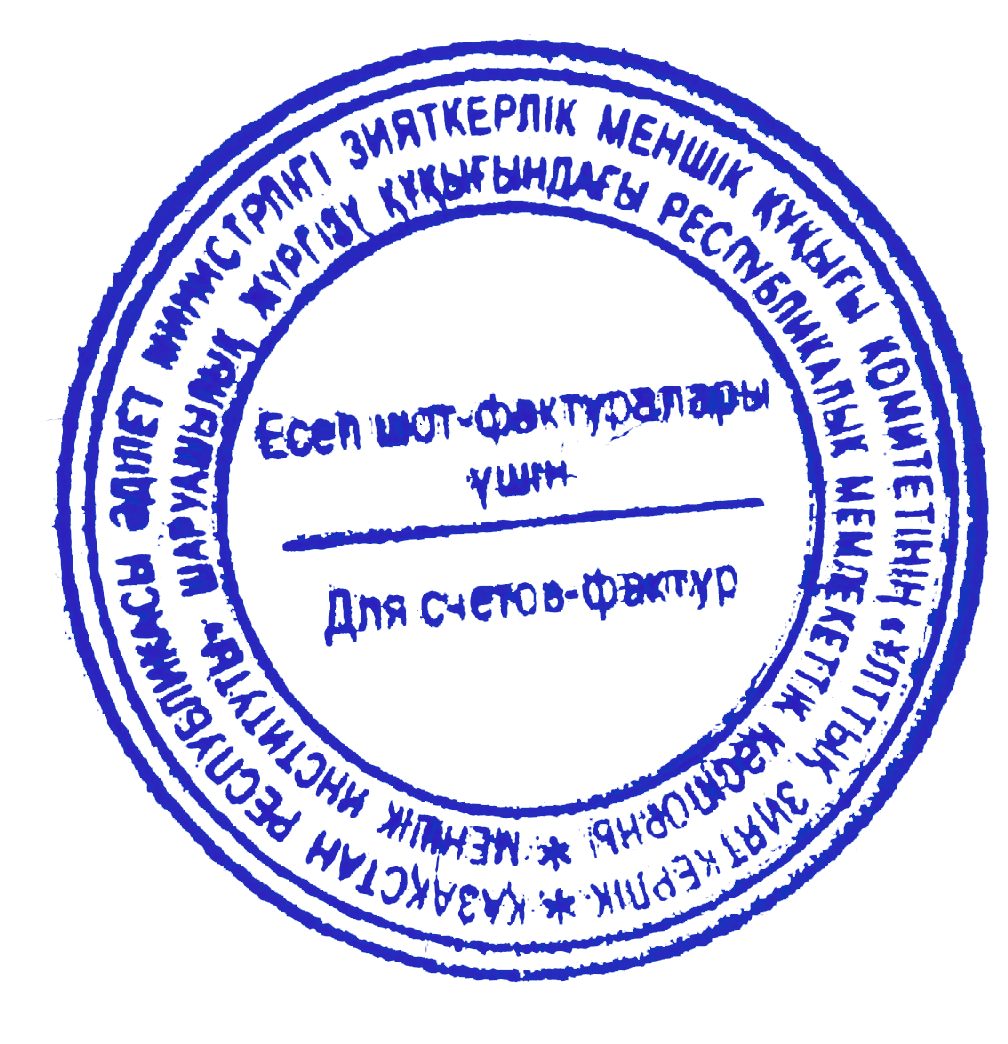 ҚАЗАҚСТАН РЕСПУБЛИКАСЫ ӘДІЛЕТ МИНИСТРЛІГІ ЗИЯТКЕРЛІК МЕНШІК ҚҰҚЫҒЫ КОМИТЕТІНІҢ «ҰЛТТЫҚ ЗИЯТКЕРЛІК
МЕНШІК ИНСТИТУТЫ» ШАРУАШЫЛЫҚ ЖҮРГІЗУ ҚҰҚЫҒЫНДАҒЫ РЕСПУБЛИКАЛЫҚ МЕМЛЕКЕТТІК КӘСІПОРНЫ
Есеп шот-фактуралары
үшін
Для счетов-фактур